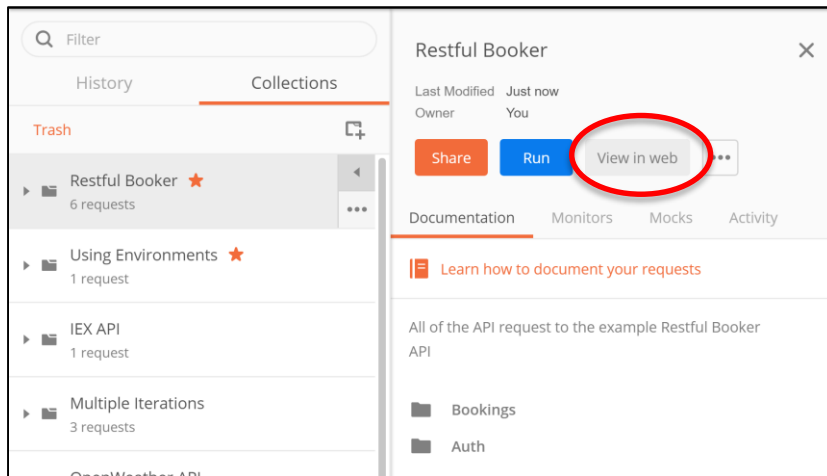 Filter
History
Collections
Trash
Restful Booker
6 requests
Using Environments
1 request
IEX API
1 request
Multiple Iterations
3 requests
OpenWeather API
Restful Booker
Last Modified Just now
Owner You
Share Run View in web
Documentation Monitors Mocks Activity
Learn how to document your requests
All of the API request to the example Restful Booker
API
Bookings
Auth